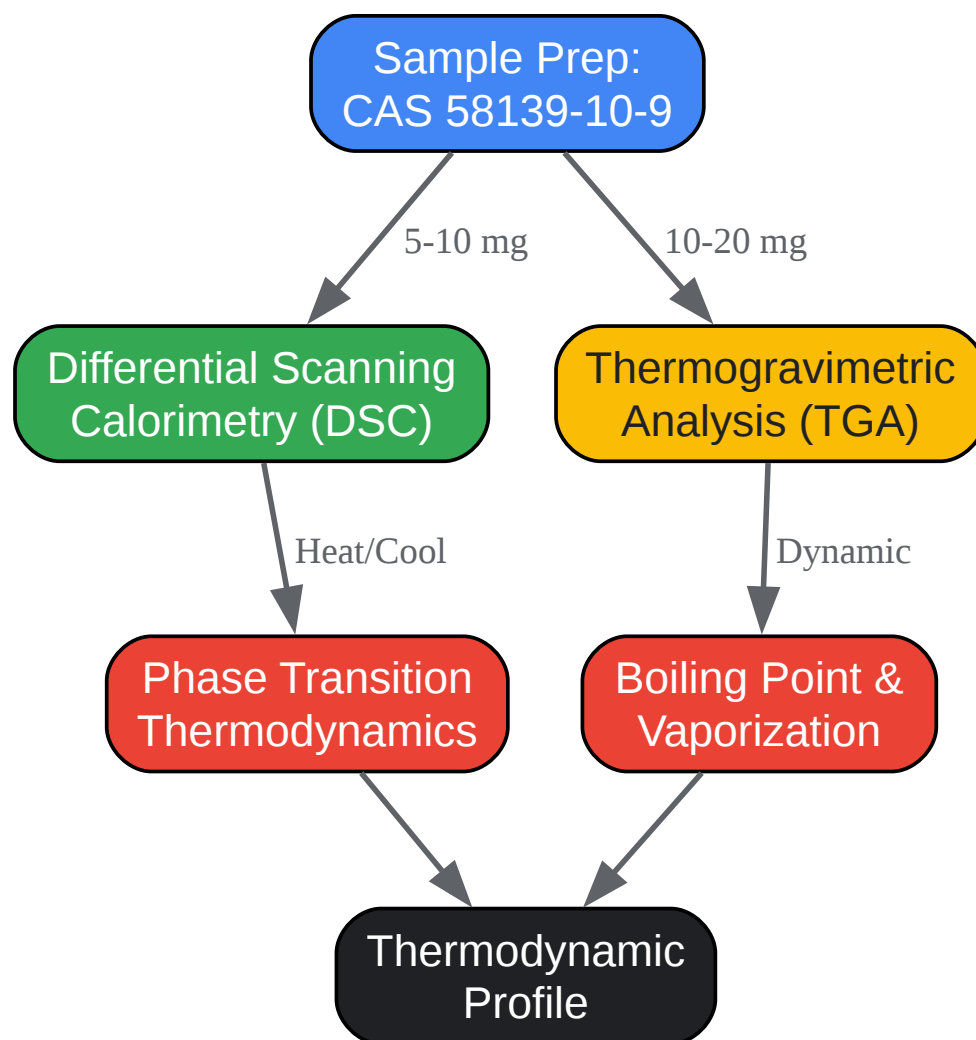 Sample Prep:
CAS 58139-10-9
5-10 mg
10-20 mg
Differential Scanning
Calorimetry (DSC)
Thermogravimetric
Analysis (TGA)
Heat/Cool
Dynamic
Phase Transition
Thermodynamics
Boiling Point &
Vaporization
Thermodynamic
Profile